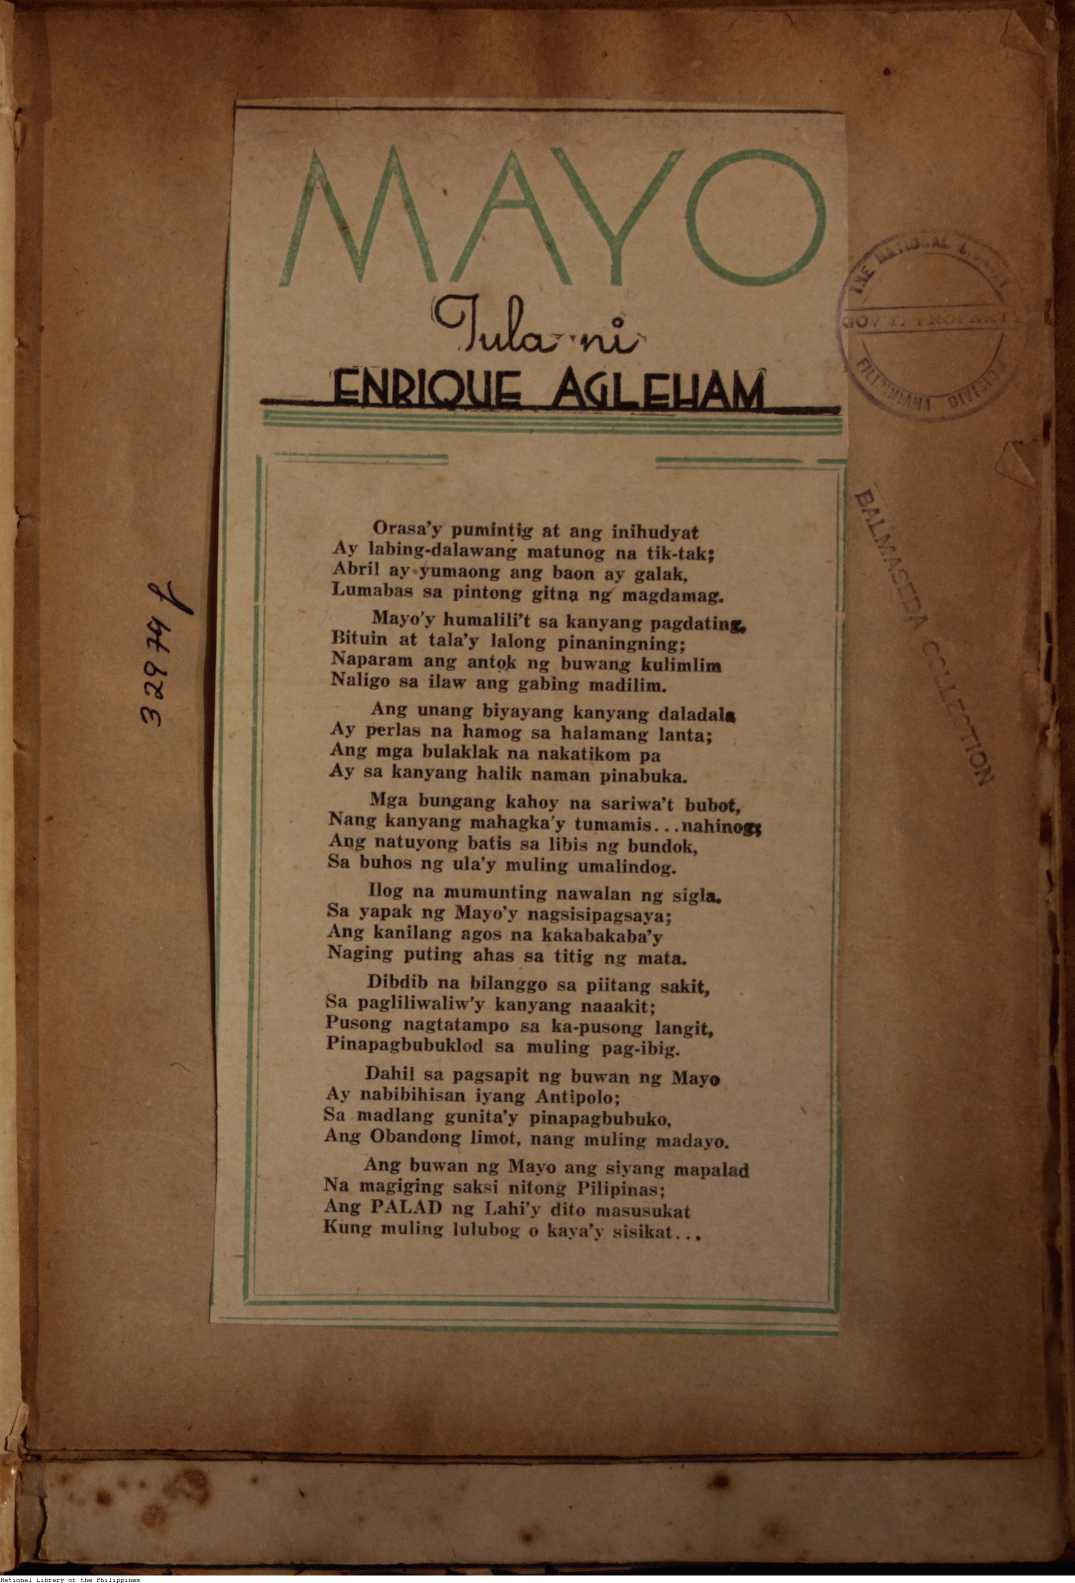 MAYO
Tula ni
ENRIQUE AGLEHAM
THE NATIONAL
GOV'T. PROPERTY
FILIPINIANA DIVISION
BALMASEDA COLLECTION
32974 f
Orasa'y pumintig at ang inihudyat
Ay labing-dalawang matunog na tik-tak;
Abril ay yumaong ang baon ay galak,
Lumabas sa pintong gitna ng magdamag.
Mayo'y humalili't sa kanyang pagdating,
Bituin at tala'y lalong pinaningning;
Naparam ang antok ng buwang kulimlim
Naligo sa ilaw ang gabing madilim.
Ang unang biyayang kanyang daladala
Ay perlas na hamog sa halamang lanta;
Ang mga bulaklak na nakatikom pa
Ay sa kanyang halik naman pinabuka.
Mga bungang kahoy na sariwa't bubot,
Nang kanyang mahagka'y tumamis...nahinog;
Ang natuyong batis sa libis ng bundok,
Sa buhos ng ula'y muling umalindog.
Ilog na mumunting nawalan ng sigla,
Sa yapak ng Mayo'y nagsisipagsaya;
Ang kanilang agos na kakabakaba'y
Naging puting ahas sa titig ng mata.
Dibdib na bilanggo sa piitang sakit,
Sa pagliliwaliw'y kanyang naaakit;
Pusong nagtatampo sa ka-pusong langit,
Pinapagbubuklod sa muling pag-ibig.
Dahil sa pagsapit ng buwan ng Mayo
Ay nabibihisan iyang Antipolo;
Sa madlang gunita'y pinapagbubuko,
Ang Obandong limot, nang muling madayo.
Ang buwan ng Mayo ang siyang mapalad
Na magiging saksi nitong Pilipinas;
Ang PALAD ng Lahi'y dito masusukat
Kung muling lulubog o kaya'y sisikat...
National Library of the Philippines